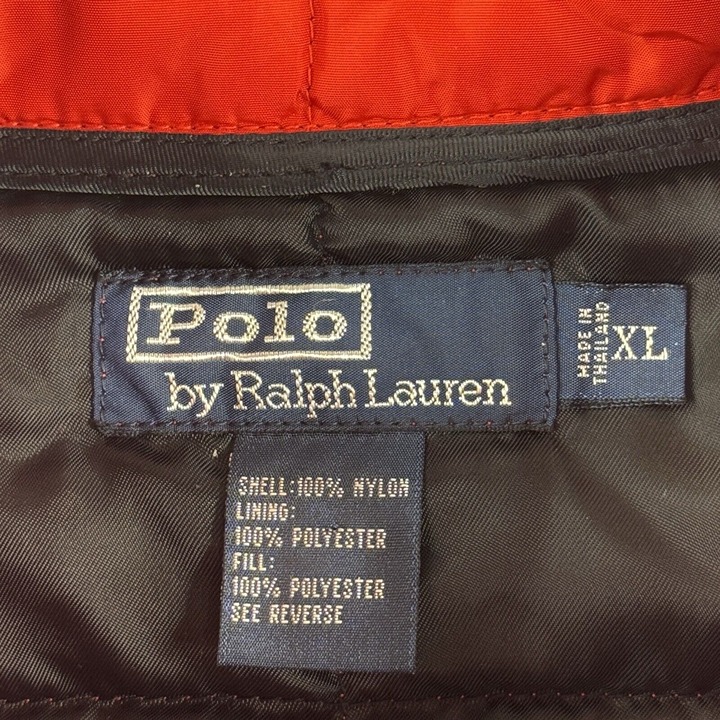 Polo
by Ralph Lauren
MADE IN
THAILAND
XL
SHELL:100% NYLON
LINING:
100% POLYESTER
FILL:
100% POLYESTER
SEE REVERSE